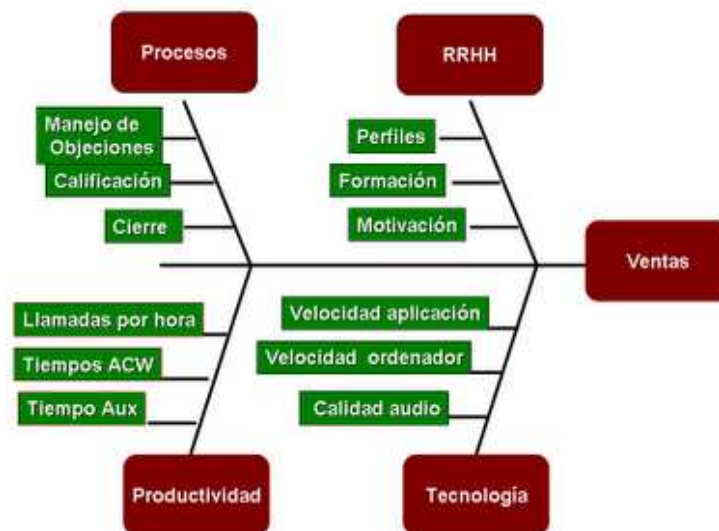 Procesos
RRHH
Manejo de
Objeciones
Calificación
Cierre
Perfiles
Formación
Motivación
Ventas
Llamadas por hora
Tiempos ACW
Tiempo Aux
Velocidad aplicación
Velocidad ordenador
Calidad audio
Productividad
Tecnología